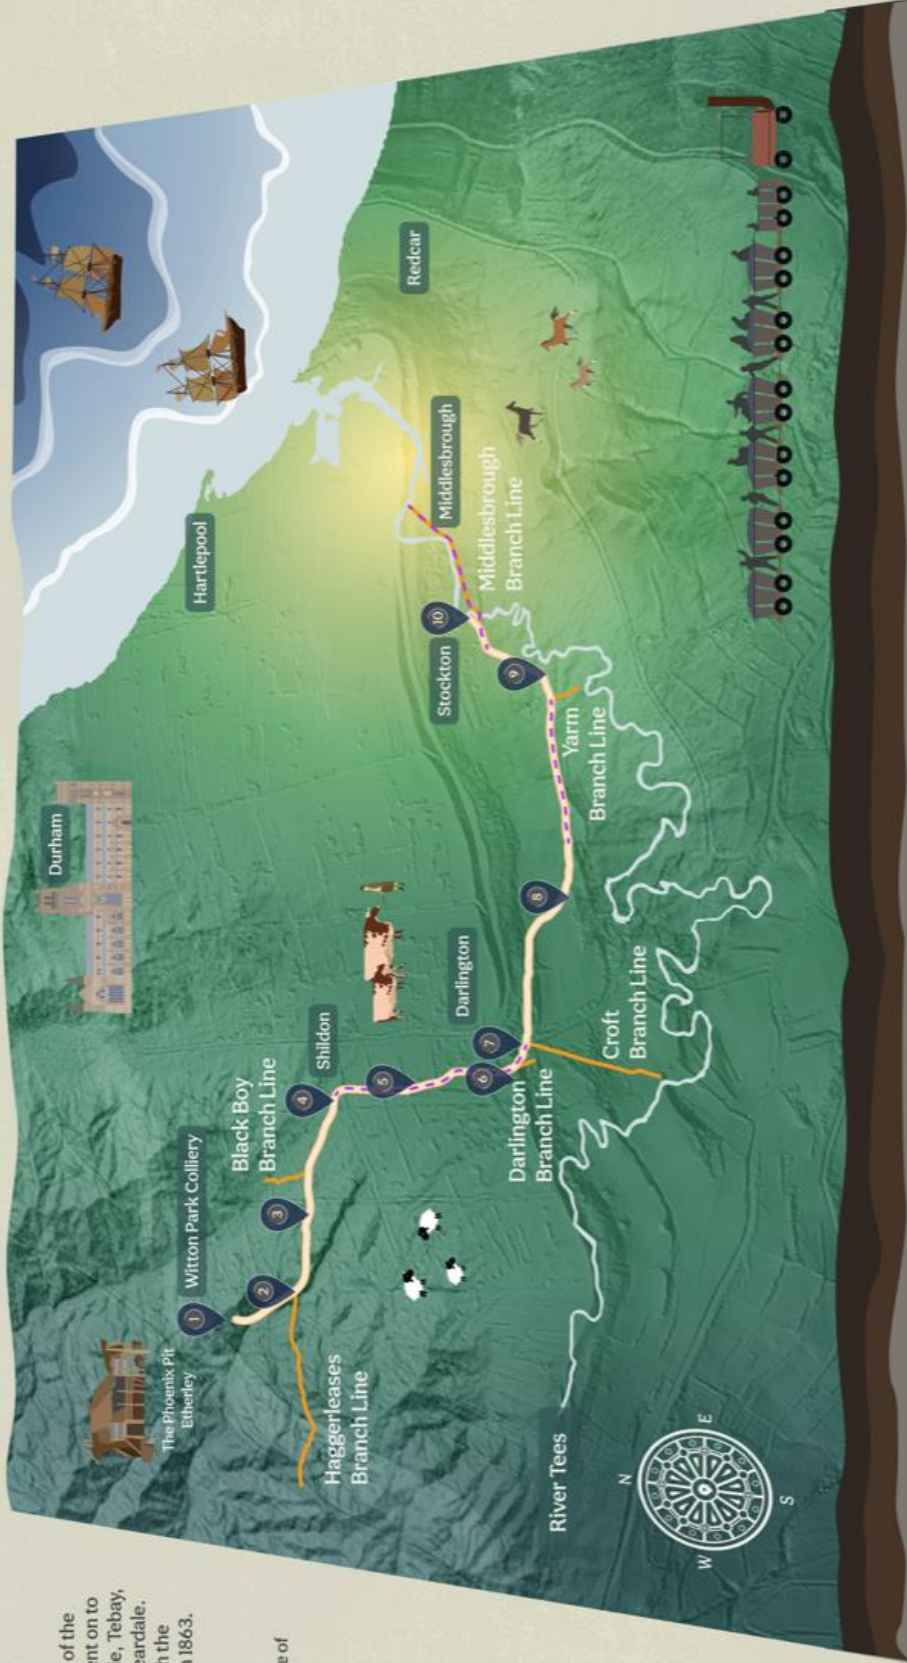 of the
ent on to
e, Tebay,
eardale.
h the
n 1863.
e of
The Phoenix Pit
Etherley
1
Witton Park Colliery
2
Haggerleases
Branch Line
3
Black Boy
Branch Line
4
Shildon
5
Durham
Hartlepool
6
7
Darlington
Darlington
Branch Line
Croft
Branch Line
8
Yarm
Branch Line
9
Stockton
10
Middlesbrough
Middlesbrough
Branch Line
Redcar
River Tees
N
E
S
W